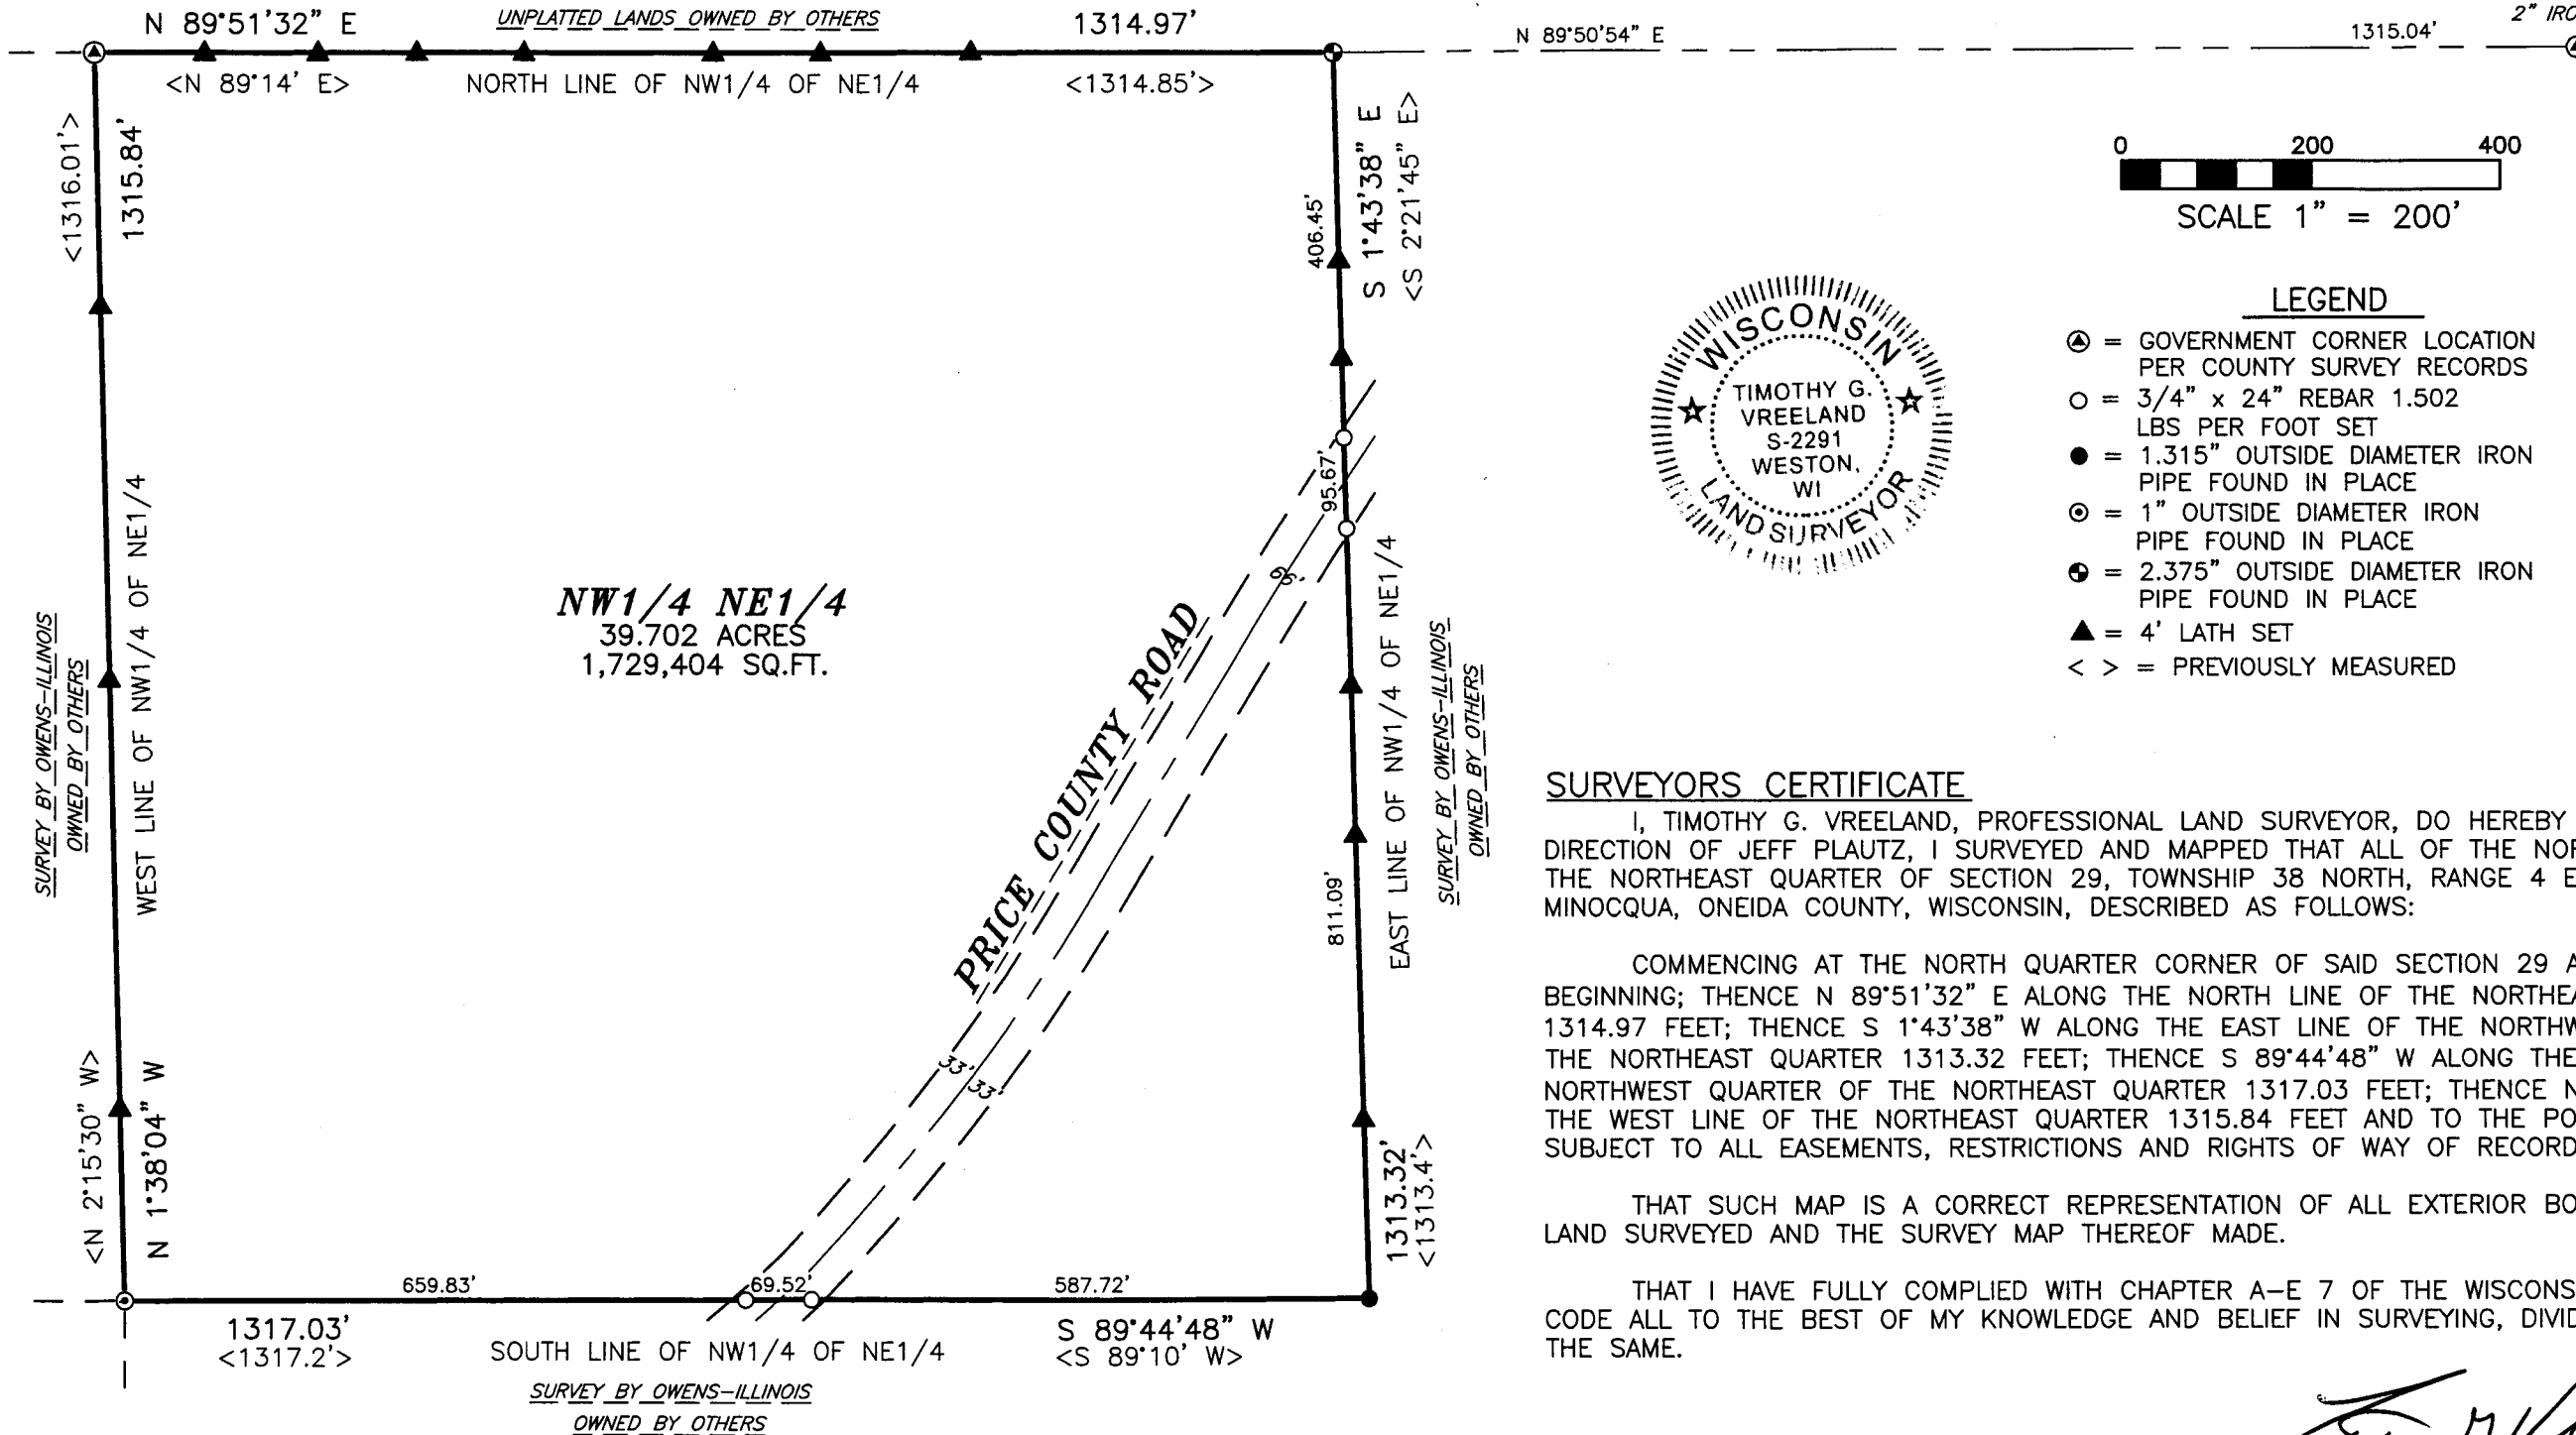 N 89°51'32" E
UNPLATTED LANDS OWNED BY OTHERS
1314.97'
N 89°50'54" E
1315.04'
2" IRO
<N 89°14' E>
NORTH LINE OF NW1/4 OF NE1/4
<1314.85'>
<1316.01'>
1315.84'
WEST LINE OF NW1/4 OF NE1/4
SURVEY BY OWENS-ILLINOIS
OWNED BY OTHERS
<N 2°15'30" W>
N 1°38'04" W
NW1/4 NE1/4
39.702 ACRES
1,729,404 SQ.FT.
PRICE COUNTY ROAD
66'
33'
33'
406.45'
S 1°43'38" E
<S 2°21'45" E>
95.67'
EAST LINE OF NW1/4 OF NE1/4
SURVEY BY OWENS-ILLINOIS
OWNED BY OTHERS
811.09'
1313.32'
<1313.4'>
659.83'
69.52'
587.72'
1317.03'
<1317.2'>
SOUTH LINE OF NW1/4 OF NE1/4
S 89°44'48" W
<S 89°10' W>
SURVEY BY OWENS-ILLINOIS
OWNED BY OTHERS
0 200 400
SCALE 1" = 200'
WISCONSIN
TIMOTHY G.
VREELAND
S-2291
WESTON,
WI
LAND SURVEYOR
LEGEND
= GOVERNMENT CORNER LOCATION
PER COUNTY SURVEY RECORDS
= 3/4" x 24" REBAR 1.502
LBS PER FOOT SET
= 1.315" OUTSIDE DIAMETER IRON
PIPE FOUND IN PLACE
= 1" OUTSIDE DIAMETER IRON
PIPE FOUND IN PLACE
= 2.375" OUTSIDE DIAMETER IRON
PIPE FOUND IN PLACE
= 4' LATH SET
< > = PREVIOUSLY MEASURED
SURVEYORS CERTIFICATE
I, TIMOTHY G. VREELAND, PROFESSIONAL LAND SURVEYOR, DO HEREBY
DIRECTION OF JEFF PLAUTZ, I SURVEYED AND MAPPED THAT ALL OF THE NOR
THE NORTHEAST QUARTER OF SECTION 29, TOWNSHIP 38 NORTH, RANGE 4 E
MINOCQUA, ONEIDA COUNTY, WISCONSIN, DESCRIBED AS FOLLOWS:
COMMENCING AT THE NORTH QUARTER CORNER OF SAID SECTION 29 A
BEGINNING; THENCE N 89°51'32" E ALONG THE NORTH LINE OF THE NORTHEA
1314.97 FEET; THENCE S 1°43'38" W ALONG THE EAST LINE OF THE NORTHW
THE NORTHEAST QUARTER 1313.32 FEET; THENCE S 89°44'48" W ALONG THE
NORTHWEST QUARTER OF THE NORTHEAST QUARTER 1317.03 FEET; THENCE N
THE WEST LINE OF THE NORTHEAST QUARTER 1315.84 FEET AND TO THE PO
SUBJECT TO ALL EASEMENTS, RESTRICTIONS AND RIGHTS OF WAY OF RECORD
THAT SUCH MAP IS A CORRECT REPRESENTATION OF ALL EXTERIOR BO
LAND SURVEYED AND THE SURVEY MAP THEREOF MADE.
THAT I HAVE FULLY COMPLIED WITH CHAPTER A-E 7 OF THE WISCONS
CODE ALL TO THE BEST OF MY KNOWLEDGE AND BELIEF IN SURVEYING, DIVID
THE SAME.